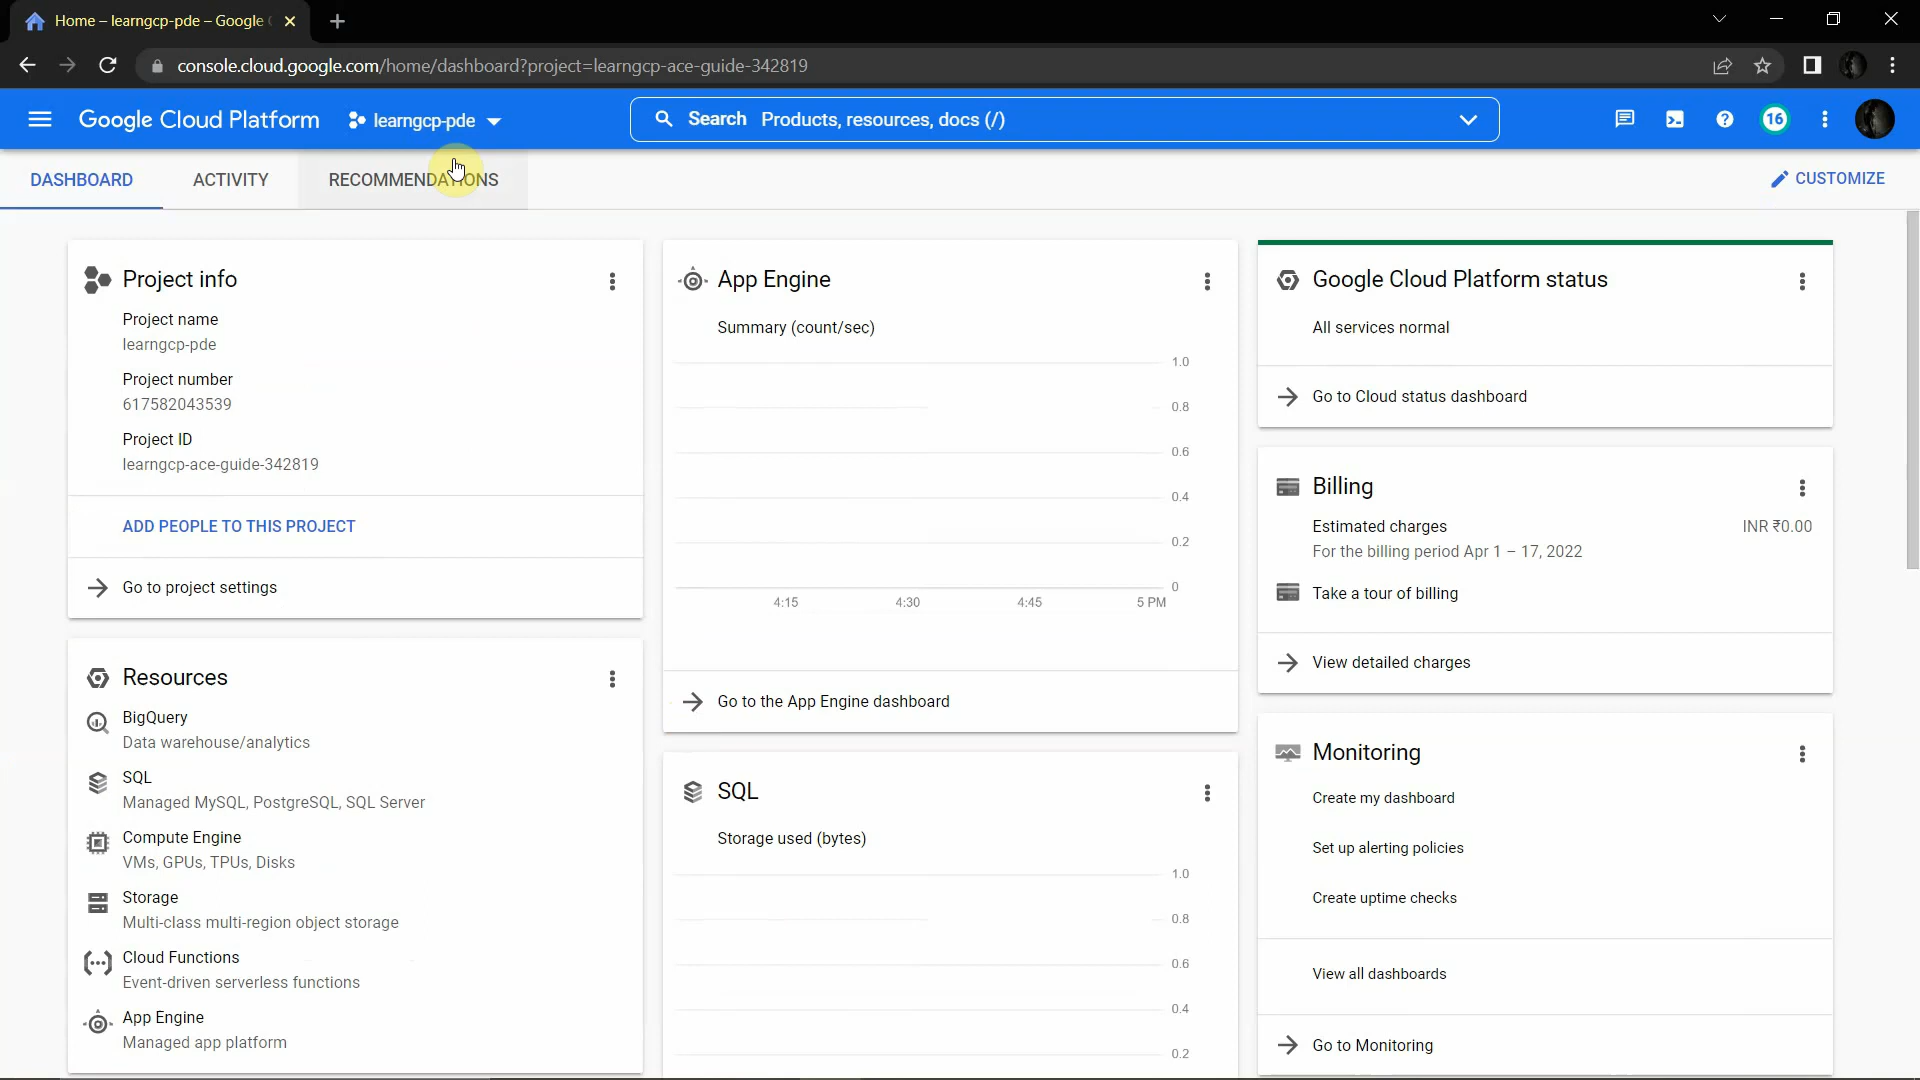 Home – learngcp-pde – Google
console.cloud.google.com/home/dashboard?project=learngcp-ace-guide-342819
Google Cloud Platform
learngcp-pde
Search Products, resources, docs (/)
16
DASHBOARD
ACTIVITY
RECOMMENDATIONS
CUSTOMIZE
Project info
Project name
learngcp-pde
Project number
617582043539
Project ID
learngcp-ace-guide-342819
ADD PEOPLE TO THIS PROJECT
Go to project settings
Resources
BigQuery
Data warehouse/analytics
SQL
Managed MySQL, PostgreSQL, SQL Server
Compute Engine
VMs, GPUs, TPUs, Disks
Storage
Multi-class multi-region object storage
Cloud Functions
Event-driven serverless functions
App Engine
Managed app platform
App Engine
Summary (count/sec)
1.0
0.8
0.6
0.4
0.2
0
4:15 4:30 4:45 5 PM
Go to the App Engine dashboard
SQL
Storage used (bytes)
1.0
0.8
0.6
0.4
0.2
Google Cloud Platform status
All services normal
Go to Cloud status dashboard
Billing
Estimated charges INR ₹0.00
For the billing period Apr 1 – 17, 2022
Take a tour of billing
View detailed charges
Monitoring
Create my dashboard
Set up alerting policies
Create uptime checks
View all dashboards
Go to Monitoring